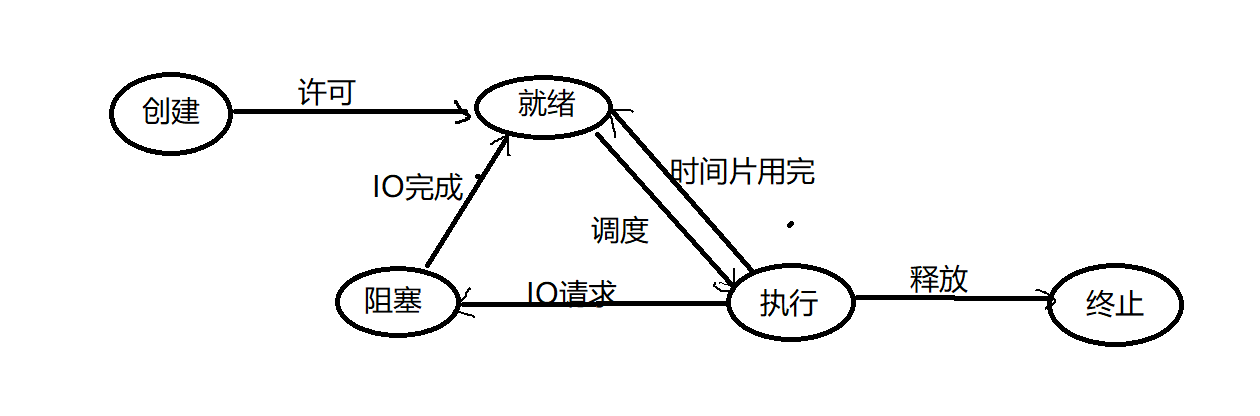 许可
就绪
创建
时间片用完
IO完成
调度
释放
IO请求
阻塞
执行
终止